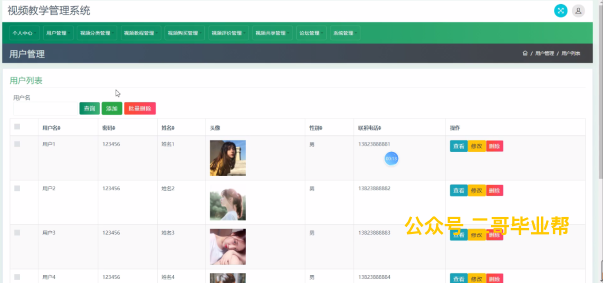 视频教学管理系统
个人中心 用户管理 视频分类管理 视频教程管理 视频购买管理 视频评价管理 视频内容管理 论坛管理 系统管理
用户管理 / 用户管理 / 用户列表
用户列表
用户名
查询 添加 批量删除
用户名 密码 姓名 头像 性别 联系电话 操作
用户1 123456 姓名1 男 13823888881 查看 修改 删除
用户2 123456 姓名2 男 13823888882 查看 修改 删除
用户3 123456 姓名3 男 13823888883 查看 修改 删除
公众号 二哥毕业帮
用户4 123456 姓名4 男 13823888884 查看 修改 删除